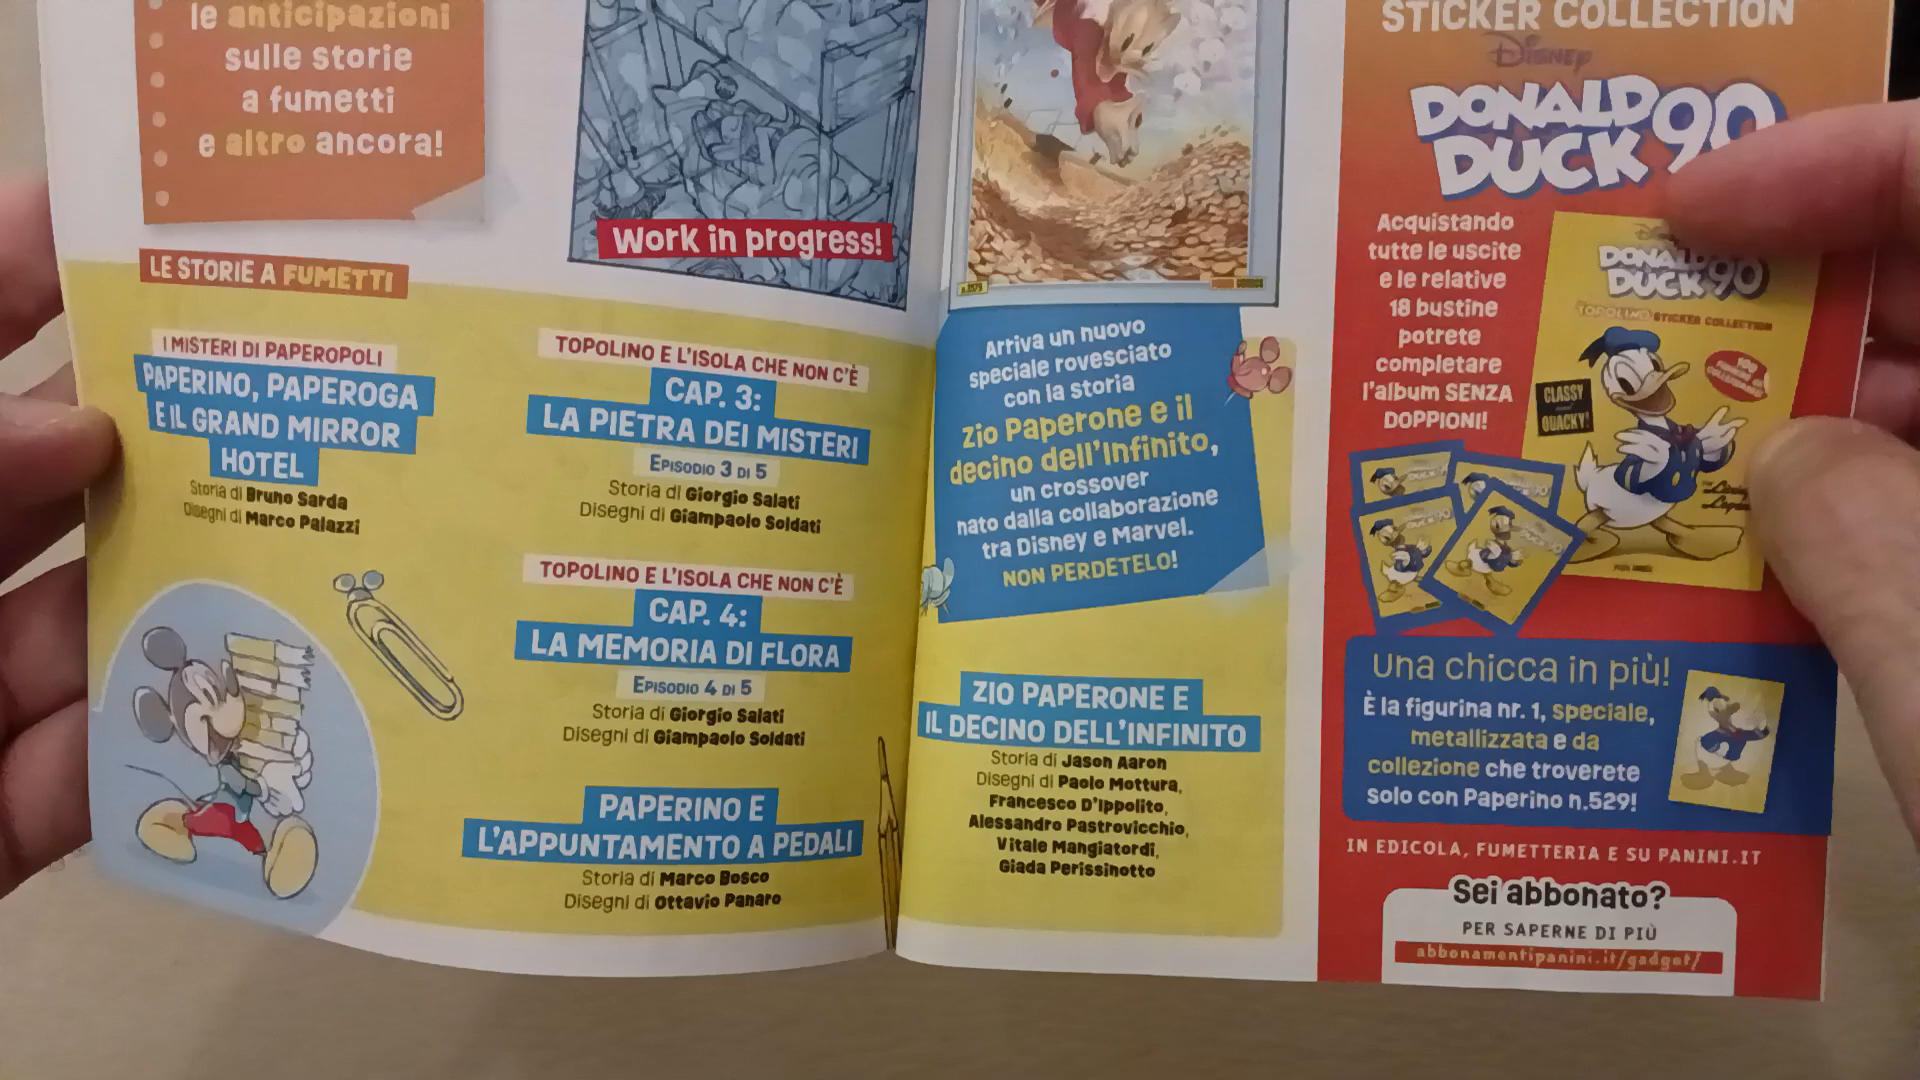 le anticipazioni
sulle storie
a fumetti
e altro ancora!
Work in progress!
LE STORIE A FUMETTI
I MISTERI DI PAPEROPOLI
PAPERINO, PAPEROGA
E IL GRAND MIRROR
HOTEL
Storia di Bruno Sarda
Disegni di Marco Palazzi
TOPOLINO E L'ISOLA CHE NON C'È
CAP. 3:
LA PIETRA DEI MISTERI
EPISODIO 3 DI 5
Storia di Giorgio Salati
Disegni di Giampaolo Soldati
TOPOLINO E L'ISOLA CHE NON C'È
CAP. 4:
LA MEMORIA DI FLORA
EPISODIO 4 DI 5
Storia di Giorgio Salati
Disegni di Giampaolo Soldati
PAPERINO E
L'APPUNTAMENTO A PEDALI
Storia di Marco Bosco
Disegni di Ottavio Panaro
Arriva un nuovo
speciale rovesciato
con la storia
zio Paperone e il
decino dell'Infinito,
un crossover
nato dalla collaborazione
tra Disney e Marvel.
NON PERDETELO!
ZIO PAPERONE E
IL DECINO DELL'INFINITO
Storia di Jason Aaron
Disegni di Paolo Mottura,
Francesco D'Ippolito,
Alessandro Pastrovicchio,
Vitale Mangiatordi,
Giada Perissinotto
STICKER COLLECTION
Disney
DONALD
DUCK 90
Acquistando
tutte le uscite
e le relative
18 bustine
potrete
completare
l'album SENZA
DOPPIONI!
DONALD
DUCK 90
TOPOLINO STICKER COLLECTION
CLASSY
and
QUACKY!
Una chicca in più!
È la figurina nr. 1, speciale,
metallizzata e da
collezione che troverete
solo con Paperino n.529!
IN EDICOLA, FUMETTERIA E SU PANINI.IT
Sei abbonato?
PER SAPERNE DI PIÙ
abbonamentipanini.it/gadget/